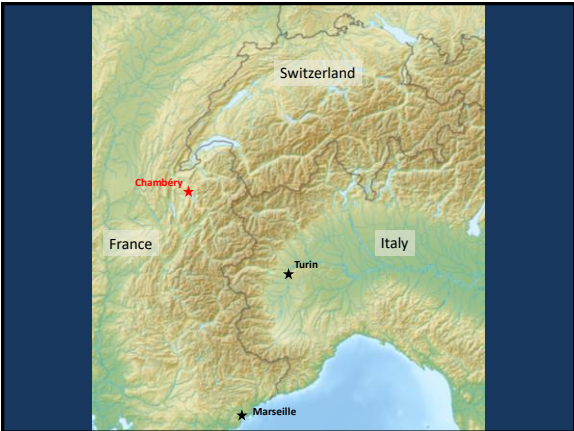 Switzerland
Chambéry
France
Italy
Turin
Marseille